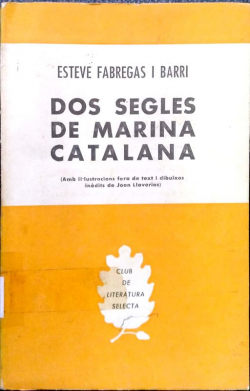 ESTEVE FABREGAS I BARRI
DOS SEGLES
DE MARINA
CATALANA
(Amb il·lustracions fora de text i dibuixos
inèdits de Joan Llaverias)
CLUB
DE
LITERATURA
SELECTA